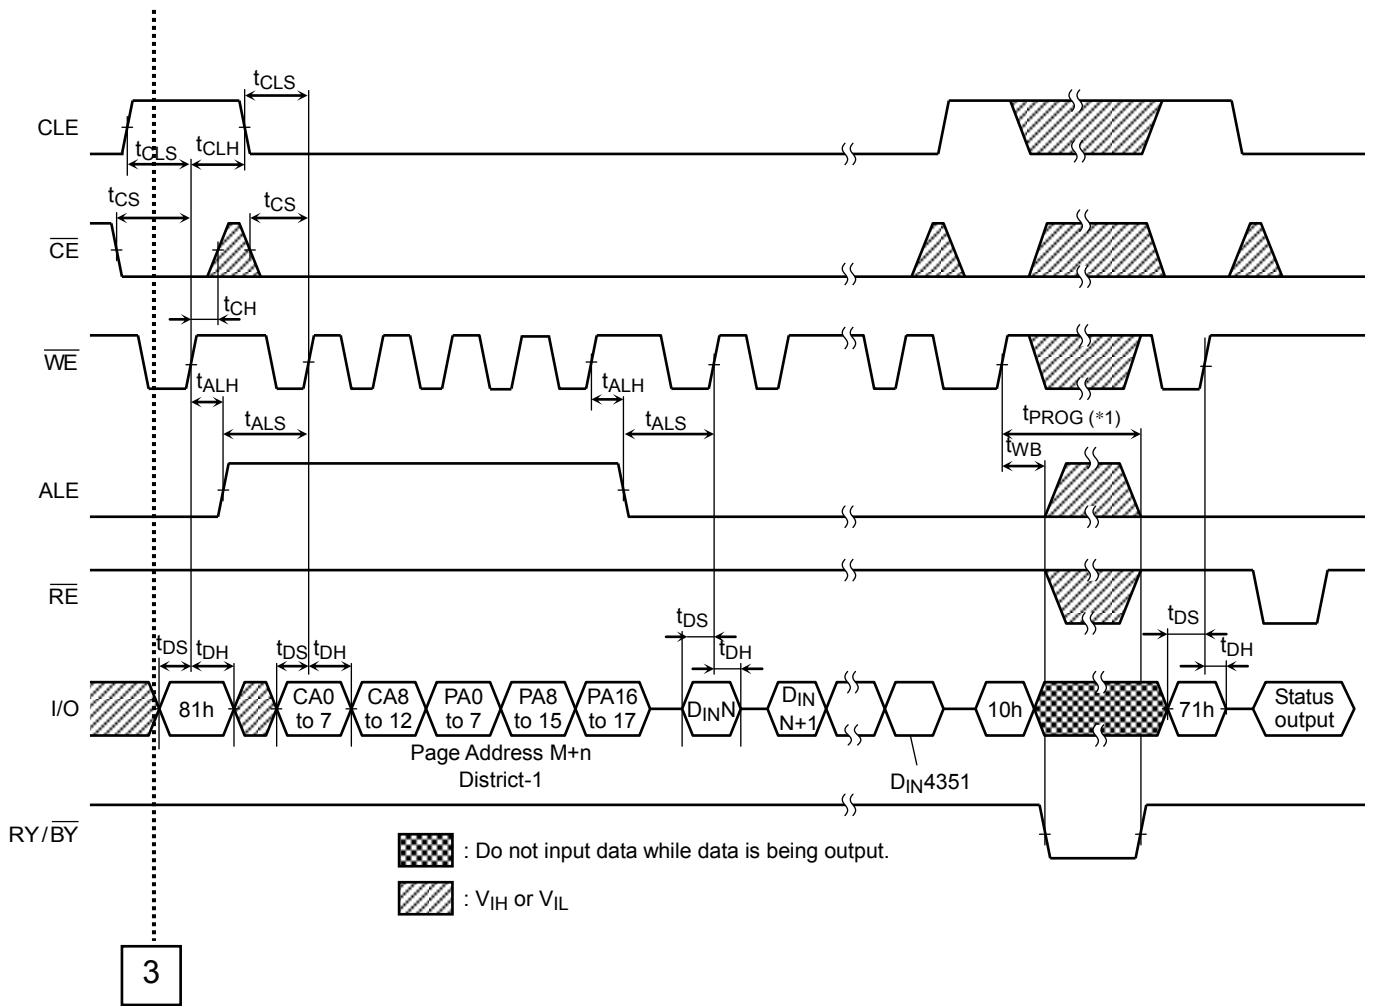 tCLS
CLE
tCLS tCLH
tCS tCS
CE
tCH
WE
tALH tALH
tALS tALS tPROG (*1)
tWB
ALE
RE
tDS tDH tDS tDH tDS tDH tDS tDH
I/O 81h CA0 to 7 CA8 to 12 PA0 to 7 PA8 to 15 PA16 to 17 DINN DIN N+1 10h 71h Status output
Page Address M+n
District-1
DIN4351
RY/BY
: Do not input data while data is being output.
: VIH or VIL
3